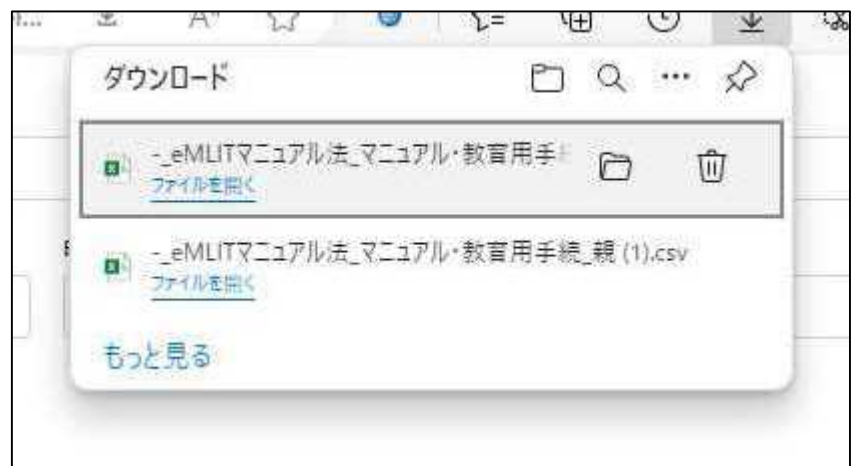 ダウンロード
-_eMLITマニュアル法_マニュアル・教育用手
ファイルを開く
-_eMLITマニュアル法_マニュアル・教育用手続_親 (1).csv
ファイルを開く
もっと見る